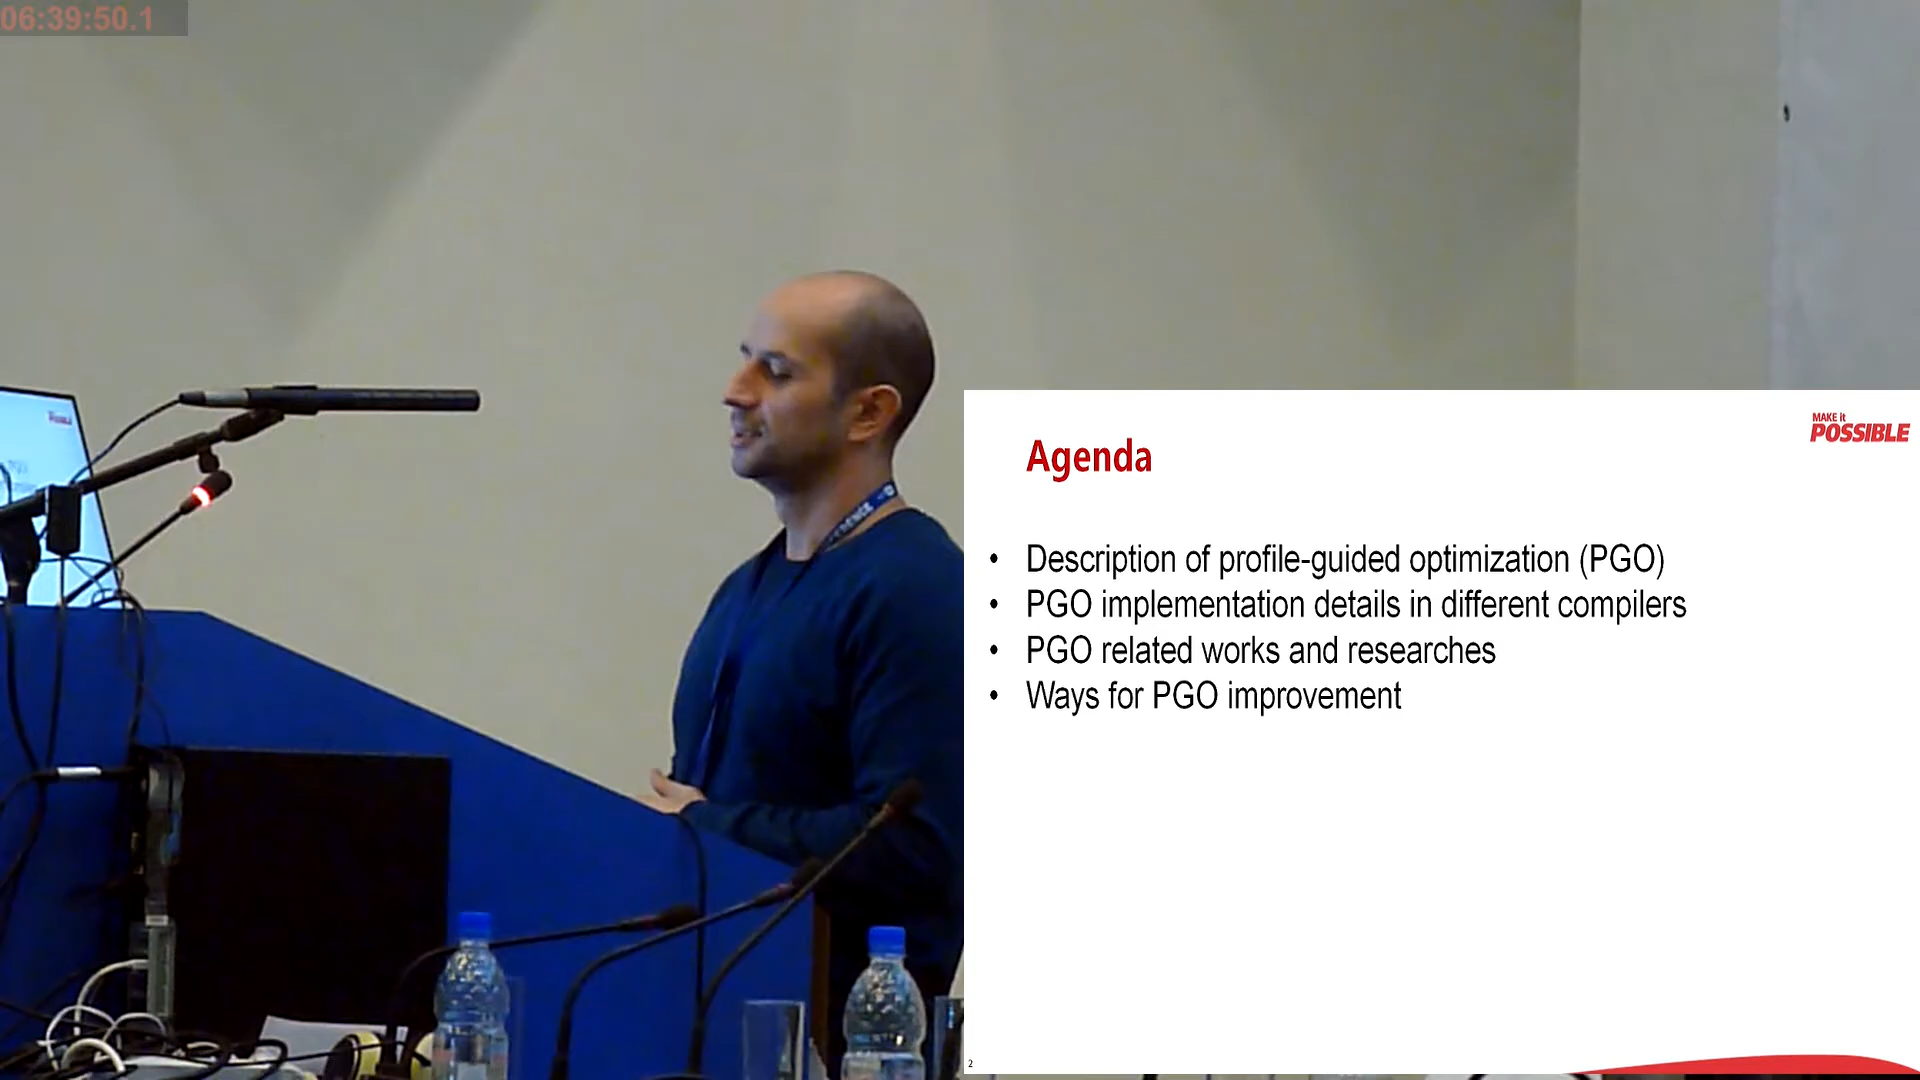 06:39:50.1
MAKE it
POSSIBLE
Agenda
• Description of profile-guided optimization (PGO)
• PGO implementation details in different compilers
• PGO related works and researches
• Ways for PGO improvement
2